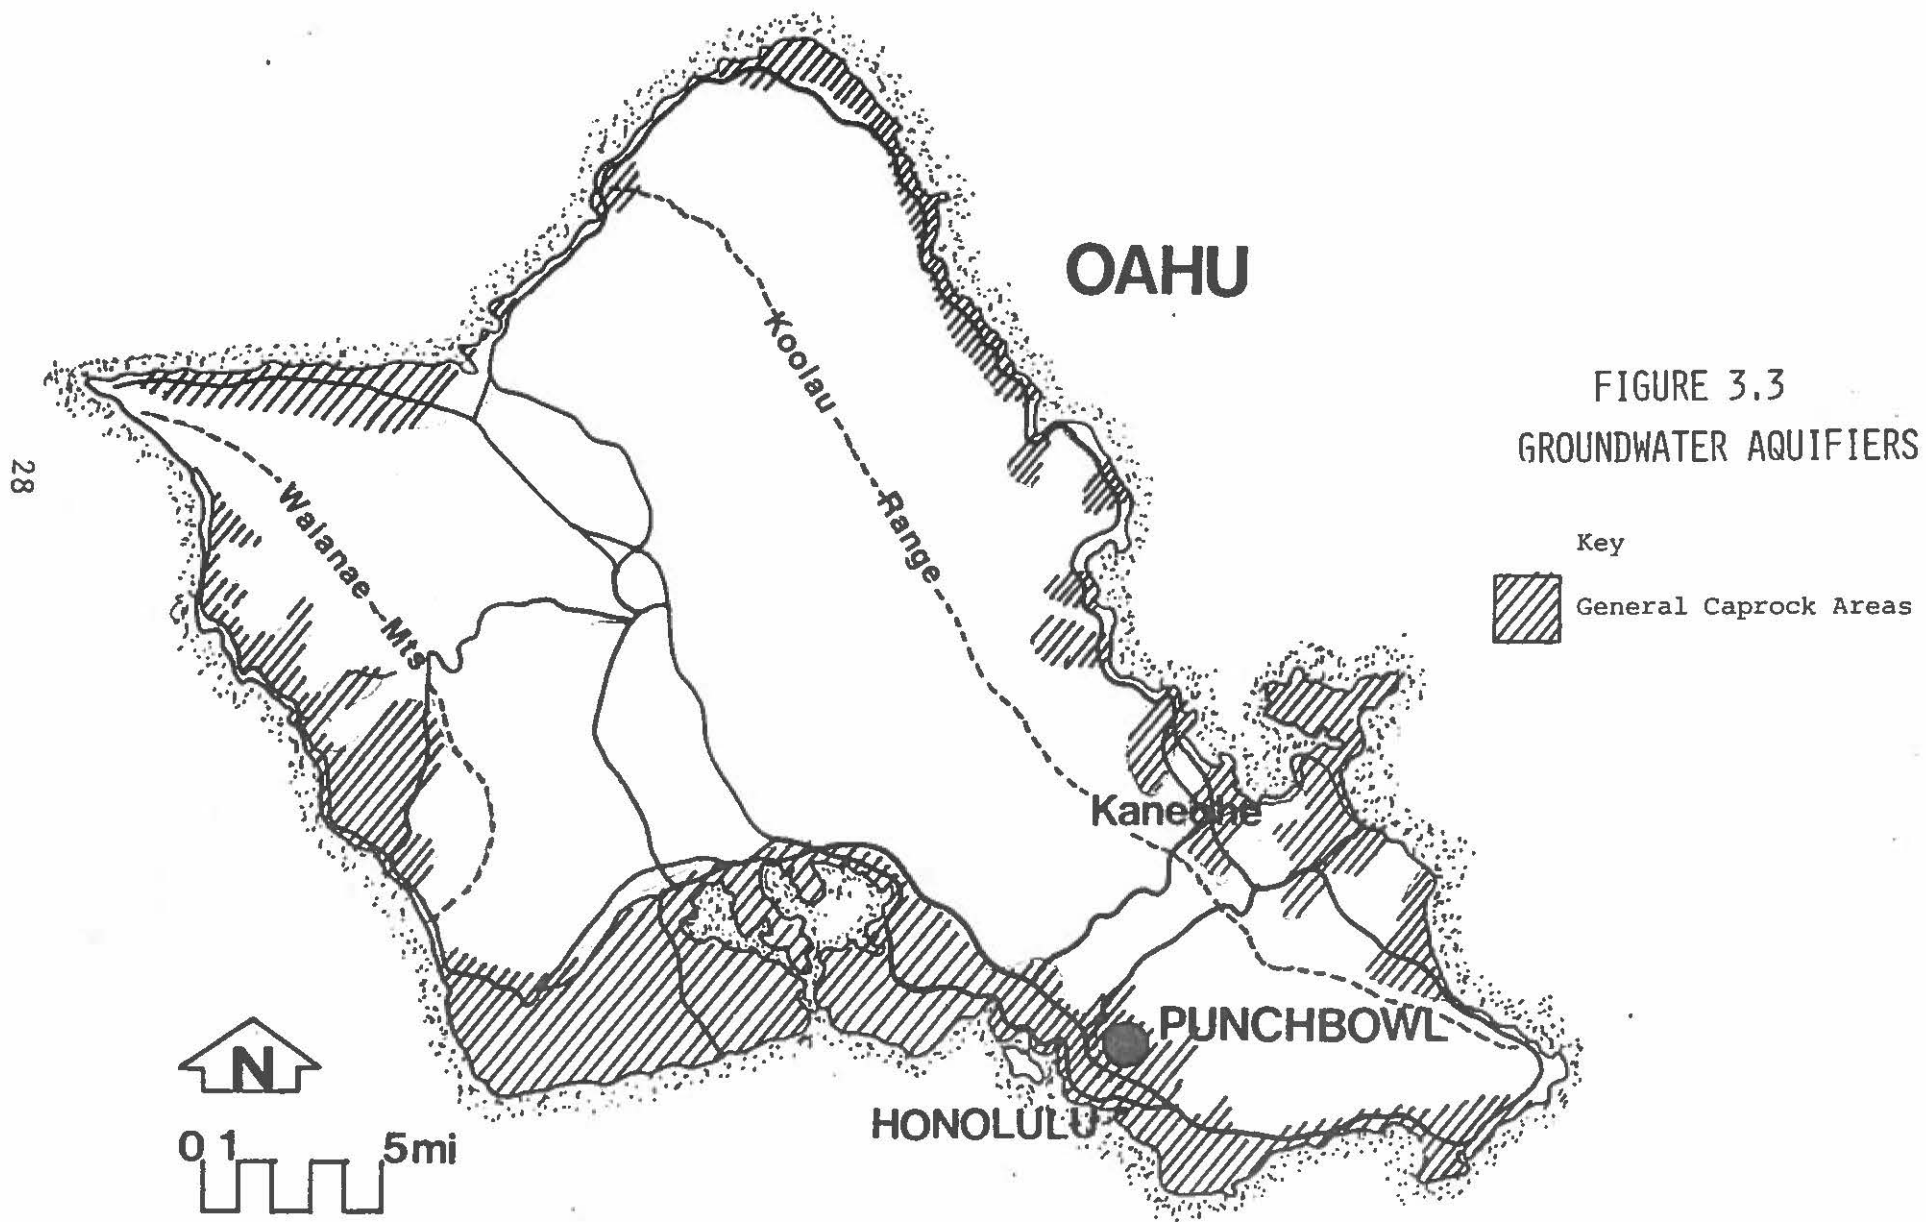 OAHU
FIGURE 3.3
GROUNDWATER AQUIFIERS
Key
General Caprock Areas
Koolau Range
Waianae Mts
28
Kaneohe
PUNCHBOWL
HONOLULU
N
0 1 5mi